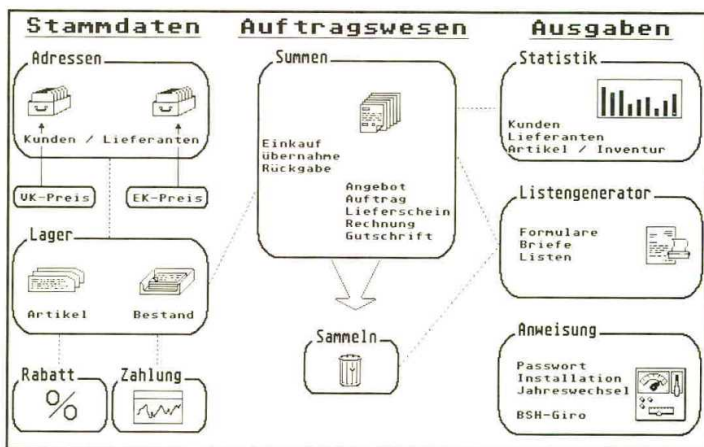 Stammdaten
Auftragswesen
Ausgaben
Adressen
Kunden / Lieferanten
VK-Preis
EK-Preis
Lager
Artikel
Bestand
Rabatt
%
Zahlung
Summen
Einkauf
übernahme
Rückgabe
Angebot
Auftrag
Lieferschein
Rechnung
Gutschrift
Sammeln
Statistik
Kunden
Lieferanten
Artikel / Inventur
Listengenerator
Formulare
Briefe
Listen
Anweisung
Passwort
Installation
Jahreswechsel
BSH-Giro